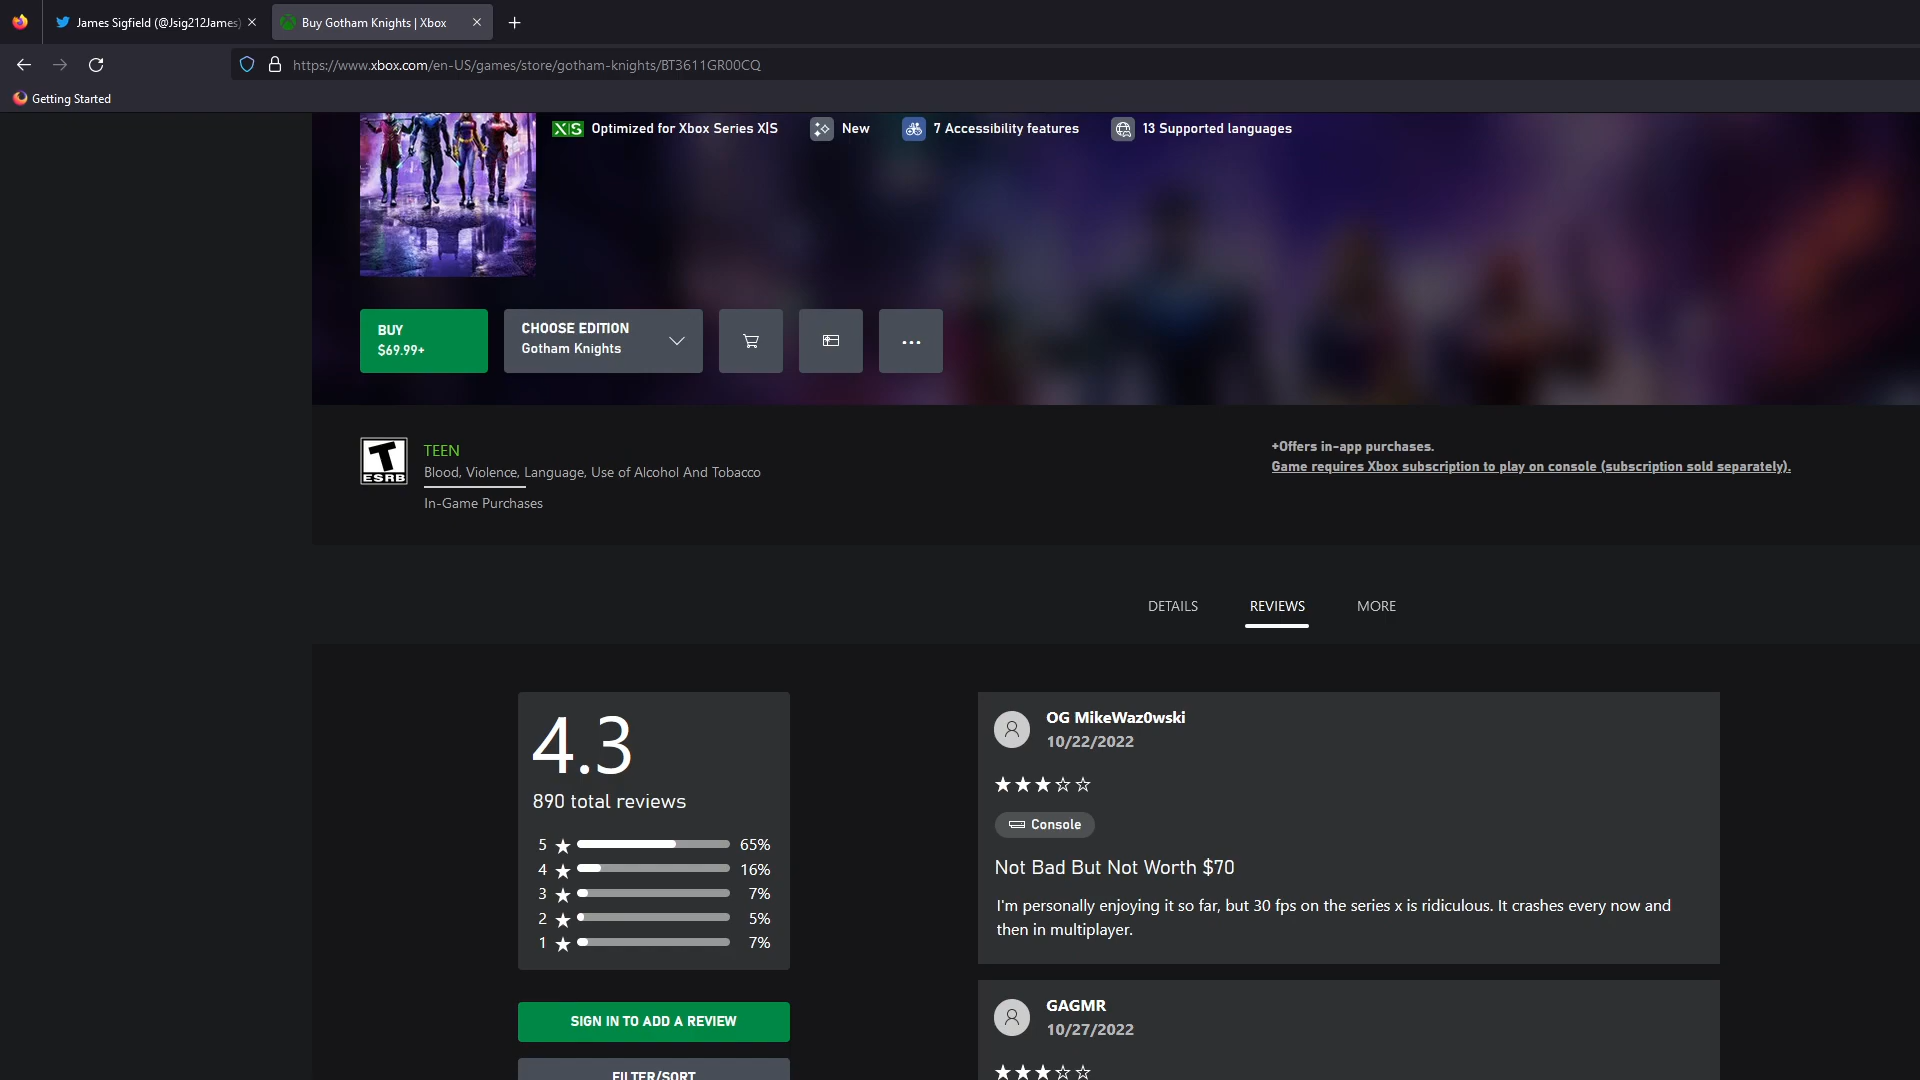 James Sigfield (@Jsig212James)
Buy Gotham Knights | Xbox
https://www.xbox.com/en-US/games/store/gotham-knights/BT3611GR00CQ
Getting Started
X|S Optimized for Xbox Series X|S
New
7 Accessibility features
13 Supported languages
BUY
$69.99+
CHOOSE EDITION
Gotham Knights
T
ESRB
TEEN
Blood, Violence, Language, Use of Alcohol And Tobacco
In-Game Purchases
+Offers in-app purchases.
Game requires Xbox subscription to play on console (subscription sold separately).
DETAILS
REVIEWS
MORE
4.3
890 total reviews
5 ★ 65%
4 ★ 16%
3 ★ 7%
2 ★ 5%
1 ★ 7%
SIGN IN TO ADD A REVIEW
FILTER/SORT
OG MikeWaz0wski
10/22/2022
★★★☆☆
Console
Not Bad But Not Worth $70
I'm personally enjoying it so far, but 30 fps on the series x is ridiculous. It crashes every now and
then in multiplayer.
GAGMR
10/27/2022
★★★☆☆